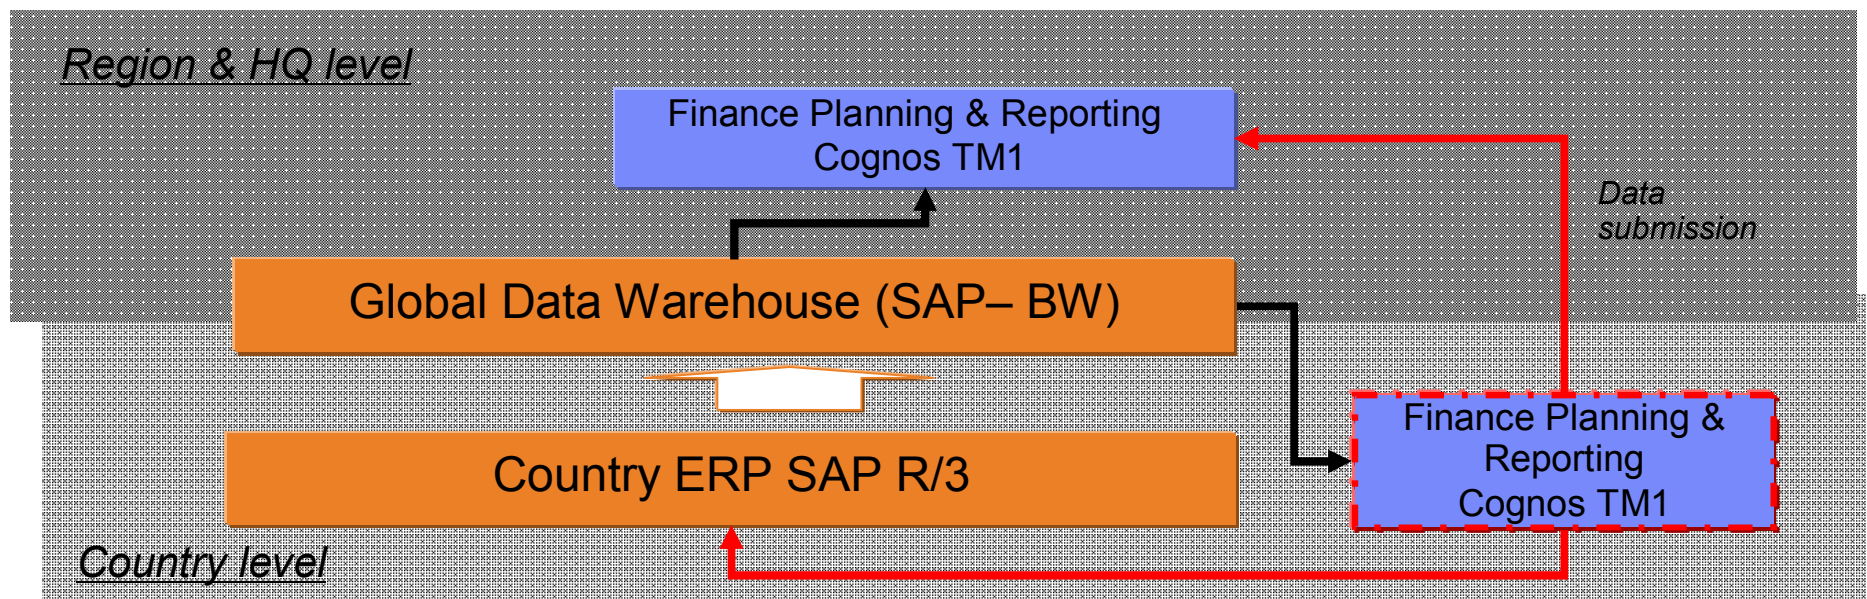 Region & HQ level
Finance Planning & Reporting
Cognos TM1
Data
submission
Global Data Warehouse (SAP– BW)
Finance Planning &
Reporting
Cognos TM1
Country ERP SAP R/3
Country level